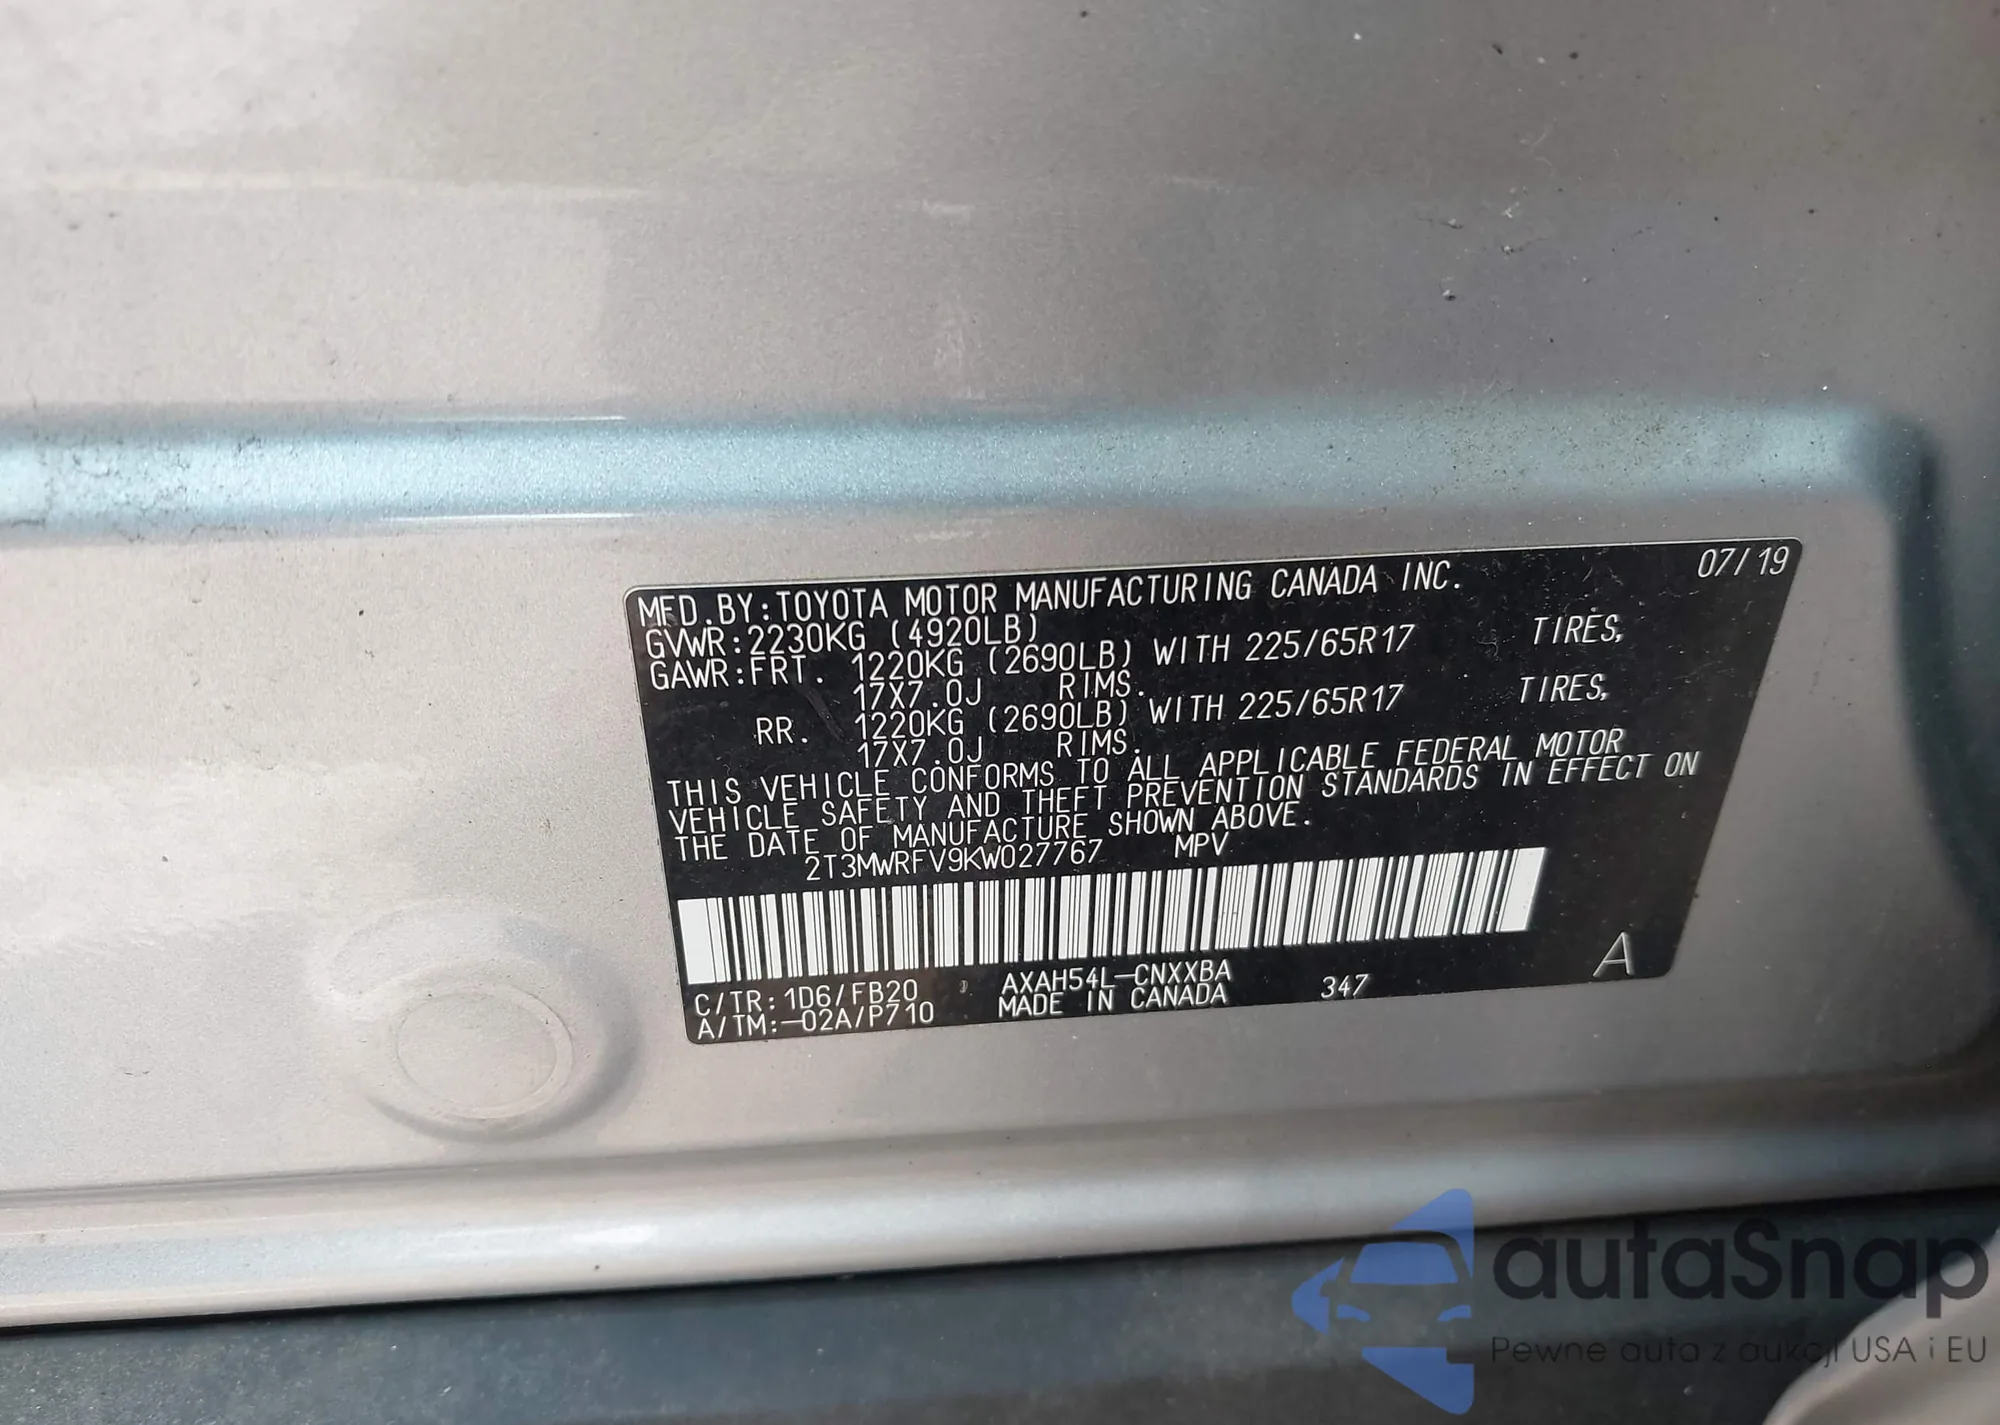 07/19
MFD.BY:TOYOTA MOTOR MANUFACTURING CANADA INC.
GVWR:2230KG (4920LB)
GAWR:FRT. 1220KG (2690LB) WITH 225/65R17 TIRES,
17X7.0J RIMS.
RR. 1220KG (2690LB) WITH 225/65R17 TIRES,
17X7.0J RIMS.
THIS VEHICLE CONFORMS TO ALL APPLICABLE FEDERAL MOTOR
VEHICLE SAFETY AND THEFT PREVENTION STANDARDS IN EFFECT ON
THE DATE OF MANUFACTURE SHOWN ABOVE.
2T3MWRFV9KW027767 MPV
C/TR:1D6/FB20 AXAH54L-CNXXBA 347 A
A/TM:-02A/P710 MADE IN CANADA
autaSnap
Pewne auta z aukcji USA i EU